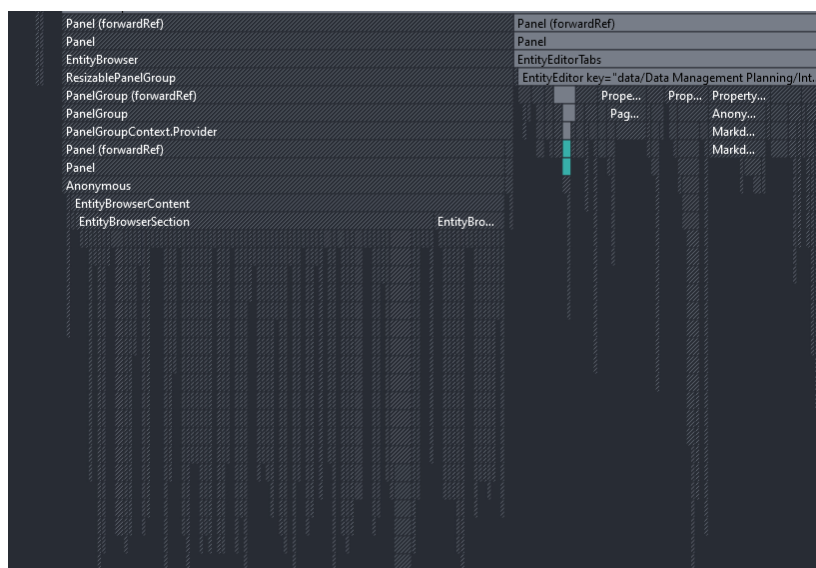 Panel (forwardRef) Panel (forwardRef)
Panel Panel
EntityBrowser EntityEditorTabs
ResizablePanelGroup EntityEditor key="data/Data Management Planning/Int...
PanelGroup (forwardRef) Prope... Prop... Property...
PanelGroup Pag... Anony...
PanelGroupContext.Provider Markd...
Panel (forwardRef) Markd...
Panel
Anonymous
EntityBrowserContent
EntityBrowserSection EntityBro...